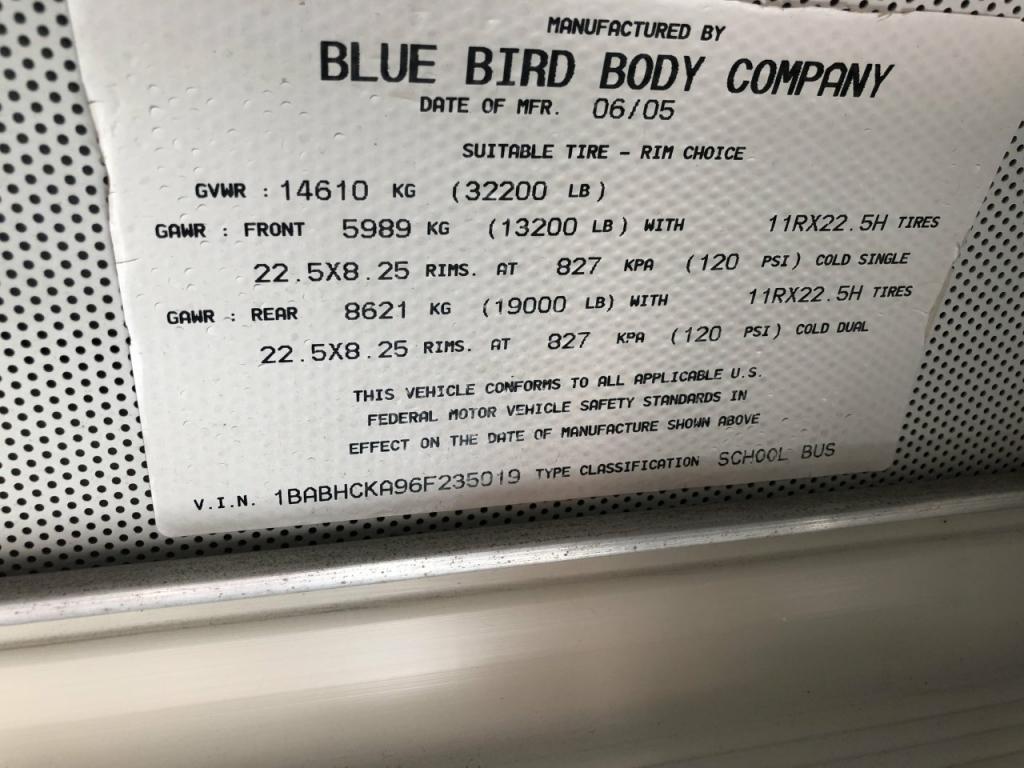 MANUFACTURED BY
BLUE BIRD BODY COMPANY
DATE OF MFR. 06/05
SUITABLE TIRE - RIM CHOICE
GVWR : 14610 KG (32200 LB)
GAWR : FRONT 5989 KG (13200 LB) WITH 11RX22.5H TIRES
22.5X8.25 RIMS. AT 827 KPA (120 PSI) COLD SINGLE
GAWR : REAR 8621 KG (19000 LB) WITH 11RX22.5H TIRES
22.5X8.25 RIMS. AT 827 KPA (120 PSI) COLD DUAL
THIS VEHICLE CONFORMS TO ALL APPLICABLE U.S.
FEDERAL MOTOR VEHICLE SAFETY STANDARDS IN
EFFECT ON THE DATE OF MANUFACTURE SHOWN ABOVE
V.I.N. 1BABHCKA96F235019 TYPE CLASSIFICATION SCHOOL BUS